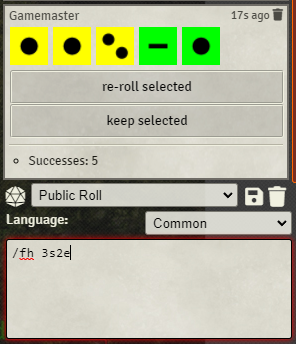 Gamemaster 17s ago
re-roll selected
keep selected
Successes: 5
Public Roll
Language: Common
/fh 3s2e